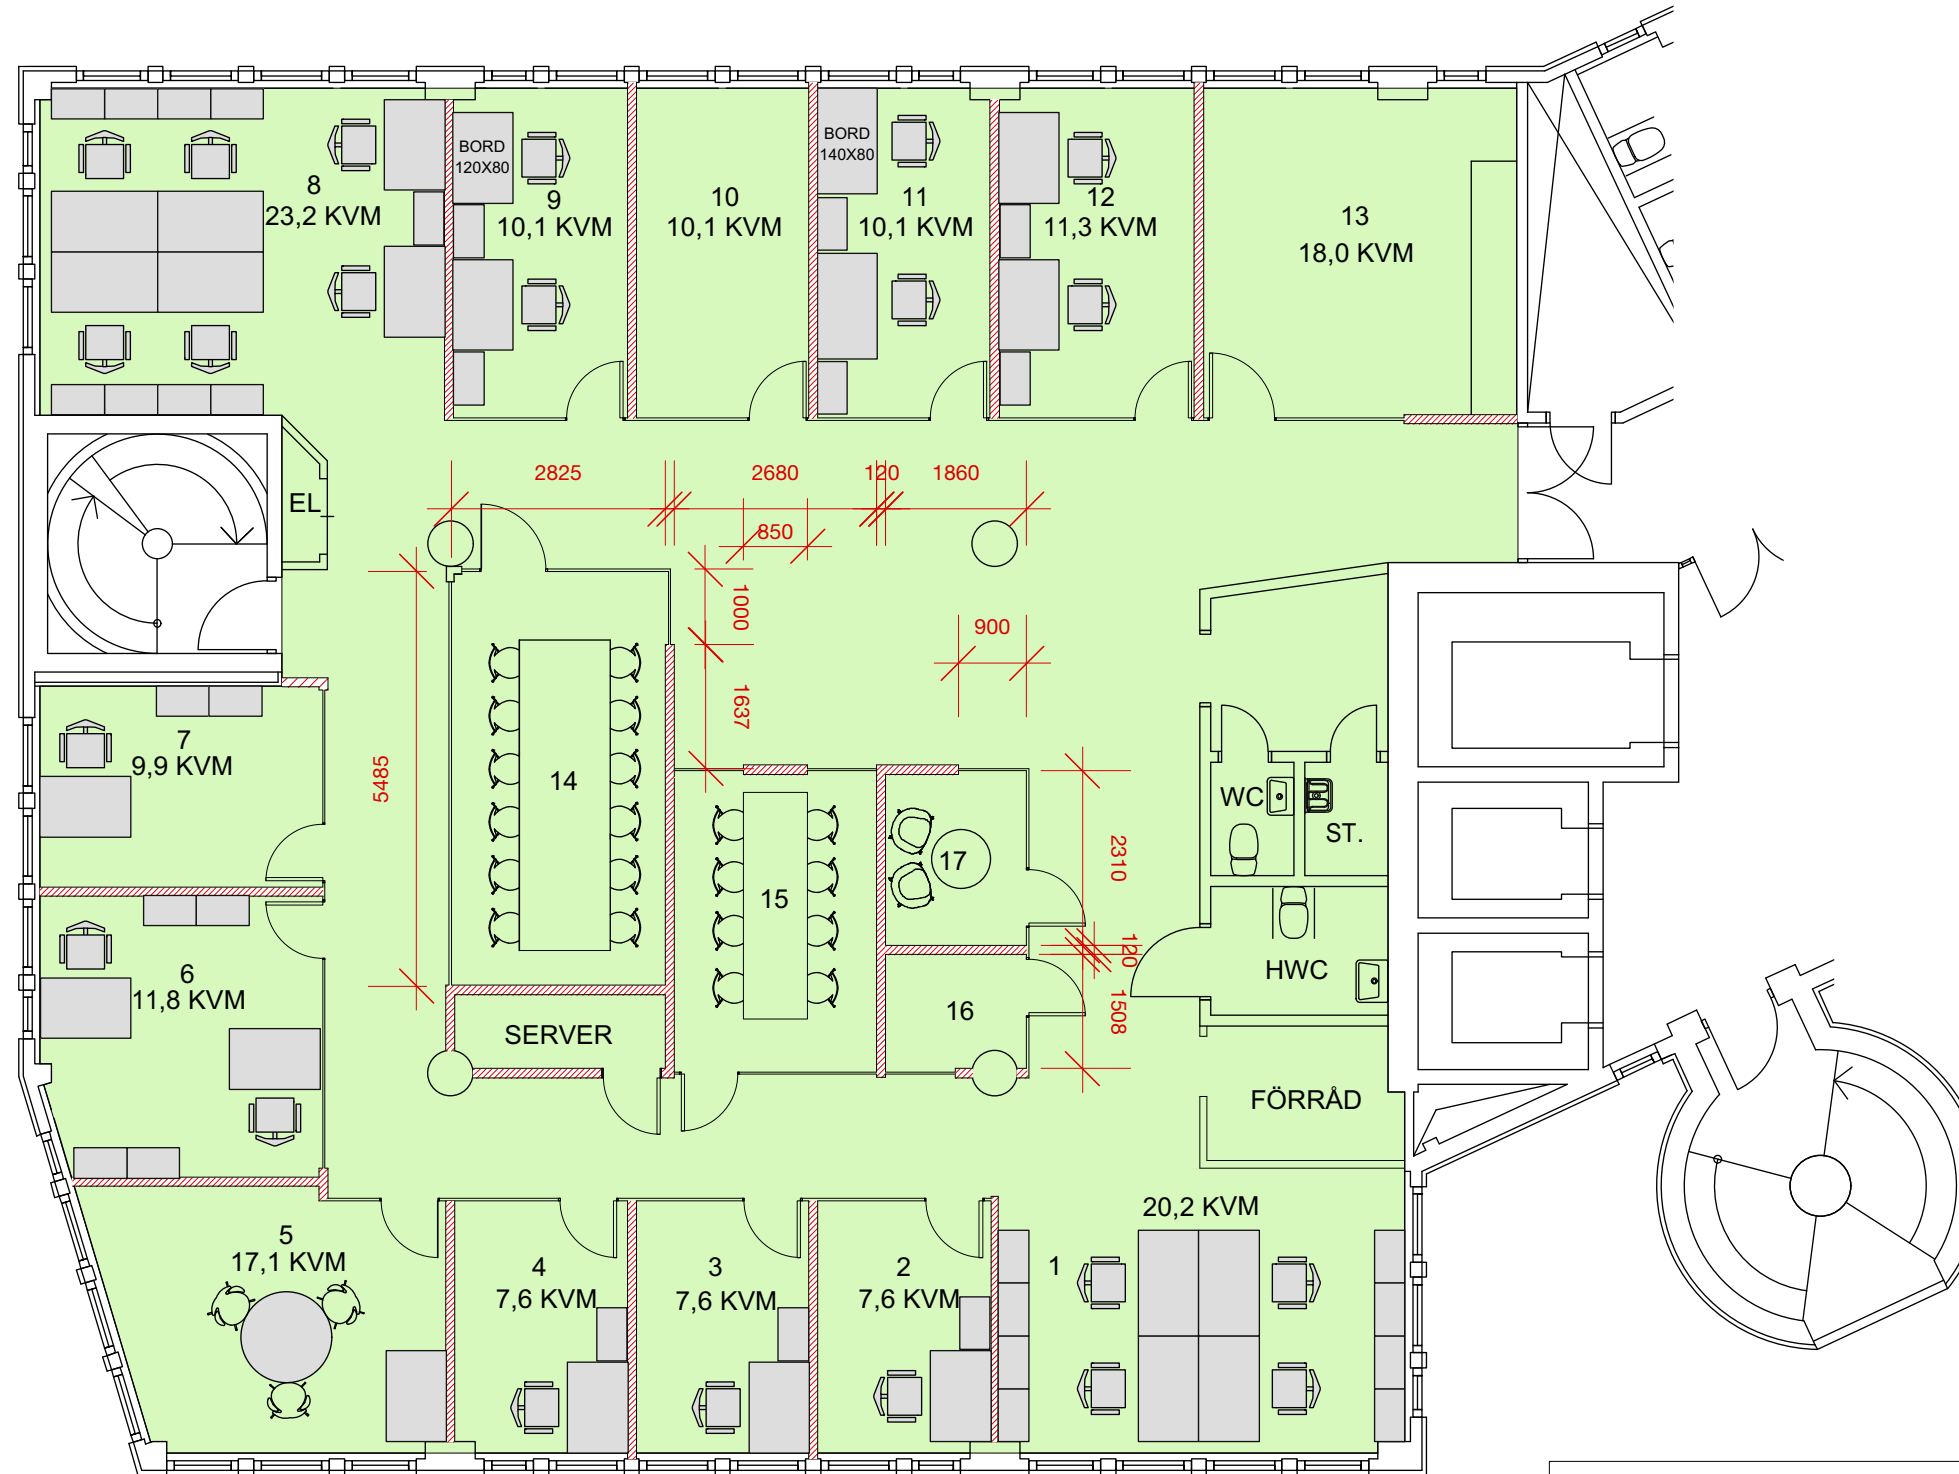 BORD
120X80
BORD
140X80
8
23,2 KVM
9
10,1 KVM
10
10,1 KVM
11
10,1 KVM
12
11,3 KVM
13
18,0 KVM
EL
2825
2680
120
1860
850
1000
900
1637
5485
7
9,9 KVM
14
WC
ST.
2310
17
15
6
11,8 KVM
120
HWC
16
1508
SERVER
FÖRRÅD
20,2 KVM
5
17,1 KVM
4
7,6 KVM
3
7,6 KVM
2
7,6 KVM
1